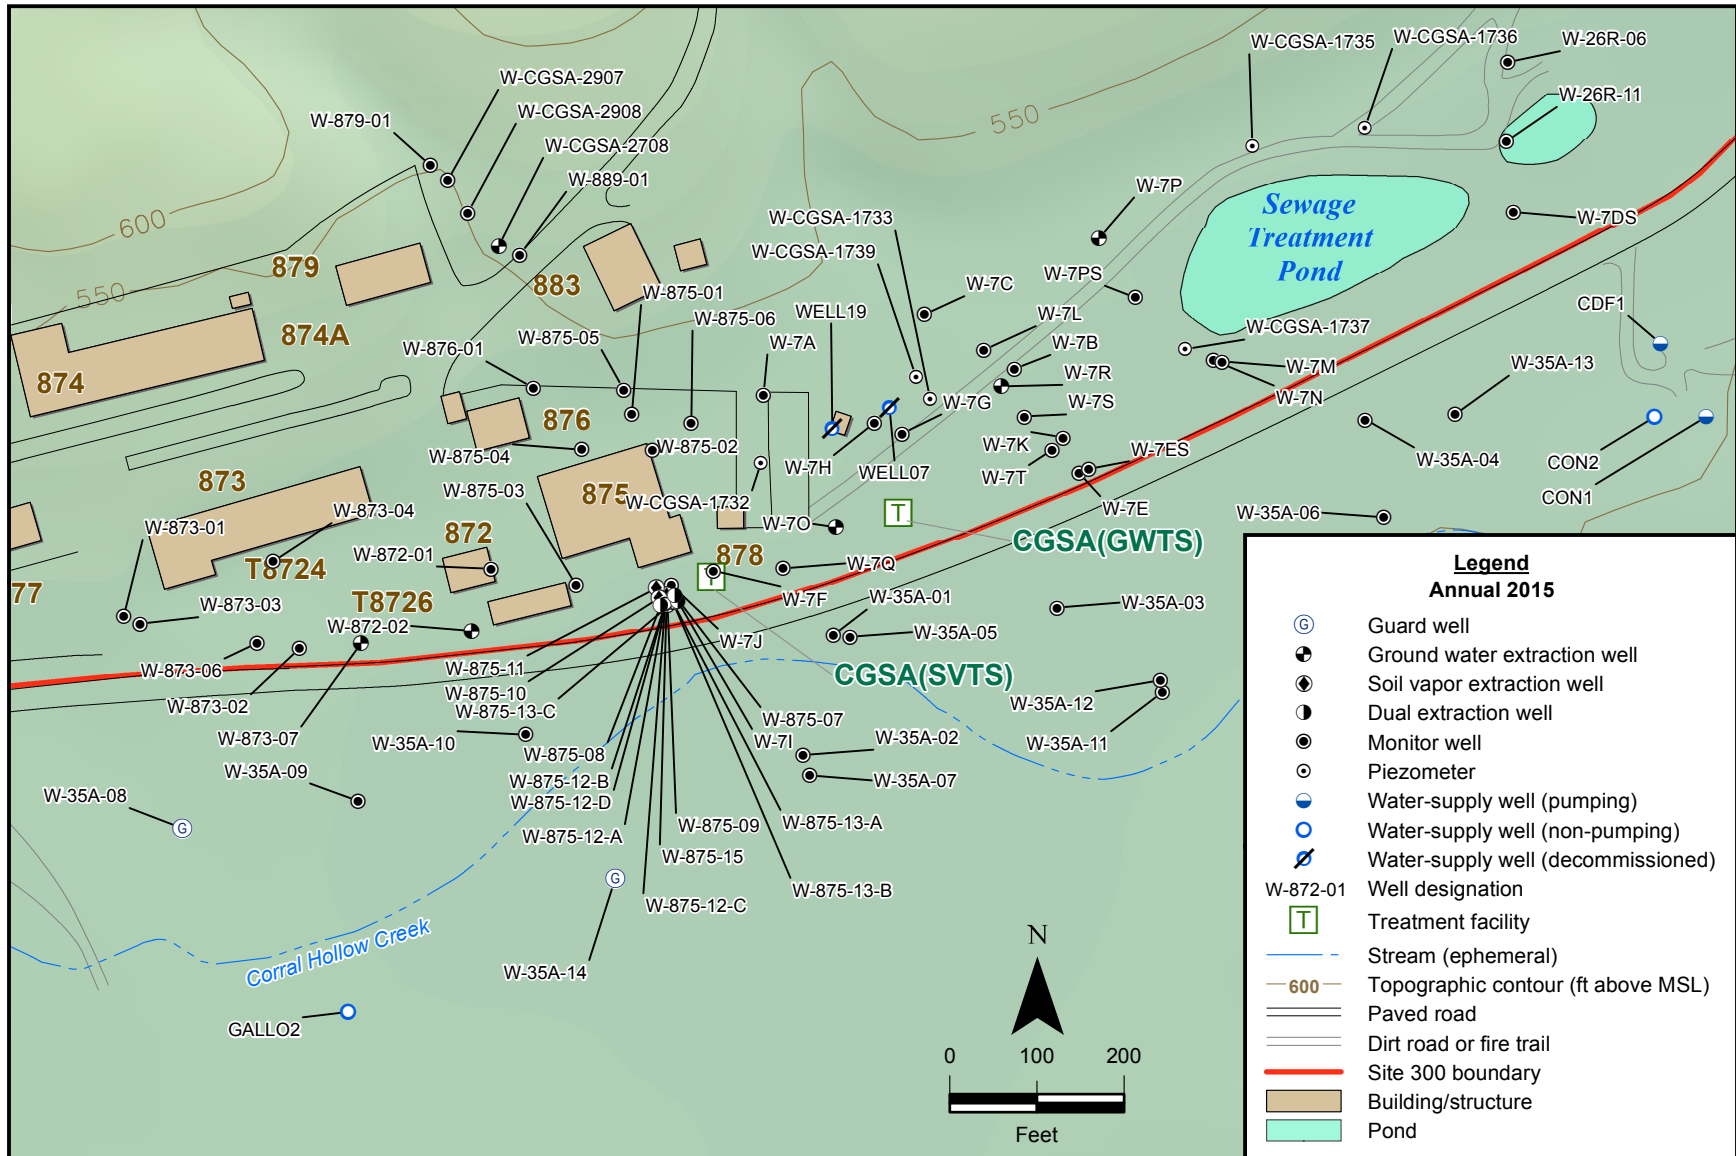 W-CGSA-1735
W-CGSA-1736
W-26R-06
W-CGSA-2907
W-26R-11
W-CGSA-2908
W-879-01
550
W-CGSA-2708
W-889-01
W-7P
600
W-CGSA-1733
Sewage
Treatment
Pond
W-7DS
W-CGSA-1739
879
W-7PS
883
W-7C
550
W-875-01
CDF1
WELL19
W-875-06
W-7L
W-CGSA-1737
874A
W-875-05
W-7A
W-7B
W-876-01
W-7M
W-35A-13
W-7R
874
W-7N
W-7G
W-7S
876
W-875-02
W-7K
W-875-04
W-7H
WELL07
W-7T
W-7ES
W-35A-04
CON2
873
W-875-03
875
W-CGSA-1732
CON1
W-873-04
W-7E
W-35A-06
W-873-01
W-7O
T
872
CGSA(GWTS)
W-872-01
878
T8724
W-7Q
77
T
T8726
W-7F
W-35A-01
W-35A-03
W-873-03
W-872-02
W-35A-05
W-7J
W-873-06
W-875-11
CGSA(SVTS)
W-875-10
W-873-02
W-875-13-C
W-35A-12
W-875-07
W-873-07
W-35A-10
W-7I
W-35A-02
W-35A-11
W-875-08
W-35A-09
W-875-12-B
W-35A-07
W-35A-08
W-875-12-D
G
W-875-09
W-875-13-A
W-875-12-A
W-875-15
G
W-875-13-B
W-875-12-C
Corral Hollow Creek
N
W-35A-14
GALLO2
0 100 200
Feet
Legend
Annual 2015
G Guard well
Ground water extraction well
Soil vapor extraction well
Dual extraction well
Monitor well
Piezometer
Water-supply well (pumping)
Water-supply well (non-pumping)
Water-supply well (decommissioned)
W-872-01 Well designation
T Treatment facility
Stream (ephemeral)
600 Topographic contour (ft above MSL)
Paved road
Dirt road or fire trail
Site 300 boundary
Building/structure
Pond